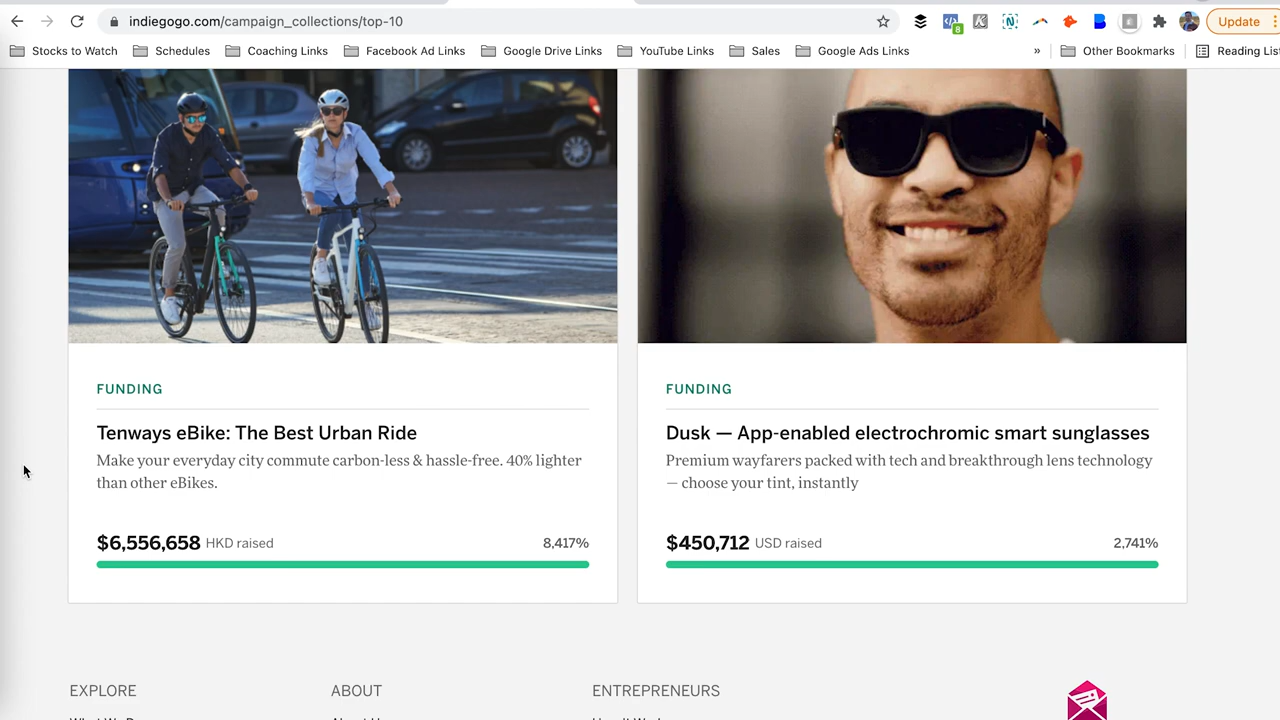 indiegogo.com/campaign_collections/top-10
8
Update
Stocks to Watch
Schedules
Coaching Links
Facebook Ad Links
Google Drive Links
YouTube Links
Sales
Google Ads Links
»
Other Bookmarks
Reading List
FUNDING
Tenways eBike: The Best Urban Ride
Make your everyday city commute carbon-less & hassle-free. 40% lighter
than other eBikes.
$6,556,658 HKD raised
8,417%
FUNDING
Dusk — App-enabled electrochromic smart sunglasses
Premium wayfarers packed with tech and breakthrough lens technology
— choose your tint, instantly
$450,712 USD raised
2,741%
EXPLORE
ABOUT
ENTREPRENEURS